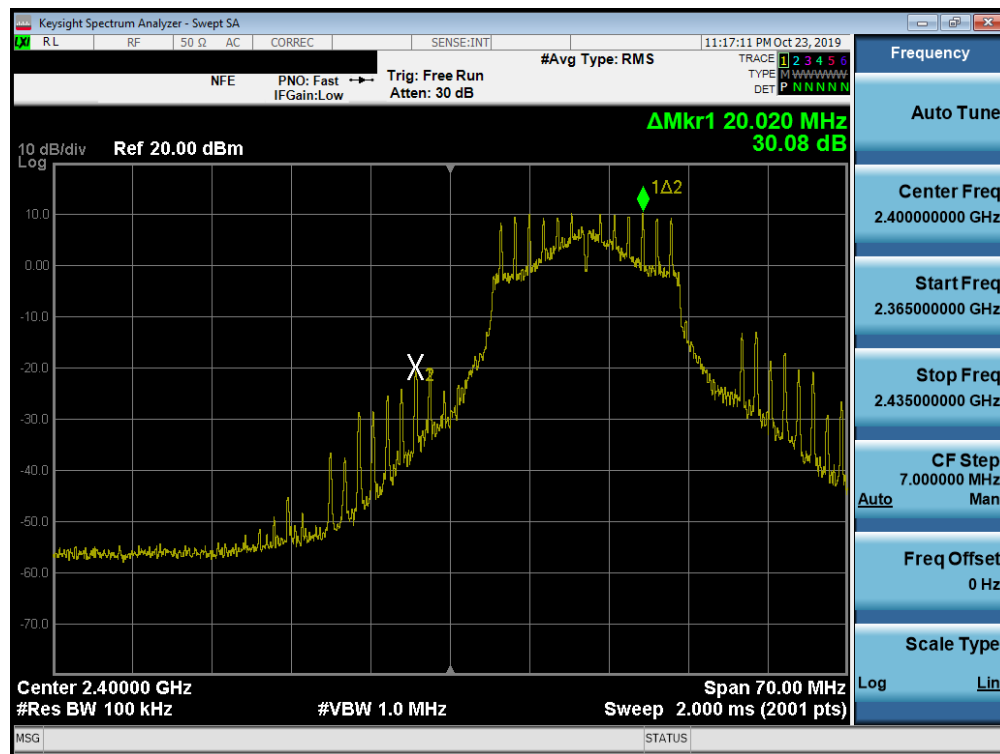 Keysight Spectrum Analyzer - Swept SA
LXI RL RF 50 Ω AC CORREC SENSE:INT 11:17:11 PM Oct 23, 2019
NFE PNO: Fast Trig: Free Run #Avg Type: RMS TRACE 1 2 3 4 5 6
IFGain:Low Atten: 30 dB TYPE M WWWWW
DET P N N N N N
ΔMkr1 20.020 MHz
30.08 dB
10 dB/div Ref 20.00 dBm
Log
1Δ2
10.0
0.00
-10.0
-20.0
X
2
-30.0
-40.0
-50.0
-60.0
-70.0
Center 2.40000 GHz Span 70.00 MHz
#Res BW 100 kHz #VBW 1.0 MHz Sweep 2.000 ms (2001 pts)
MSG STATUS
Frequency
Auto Tune
Center Freq
2.400000000 GHz
Start Freq
2.365000000 GHz
Stop Freq
2.435000000 GHz
CF Step
7.000000 MHz
Auto Man
Freq Offset
0 Hz
Scale Type
Log Lin